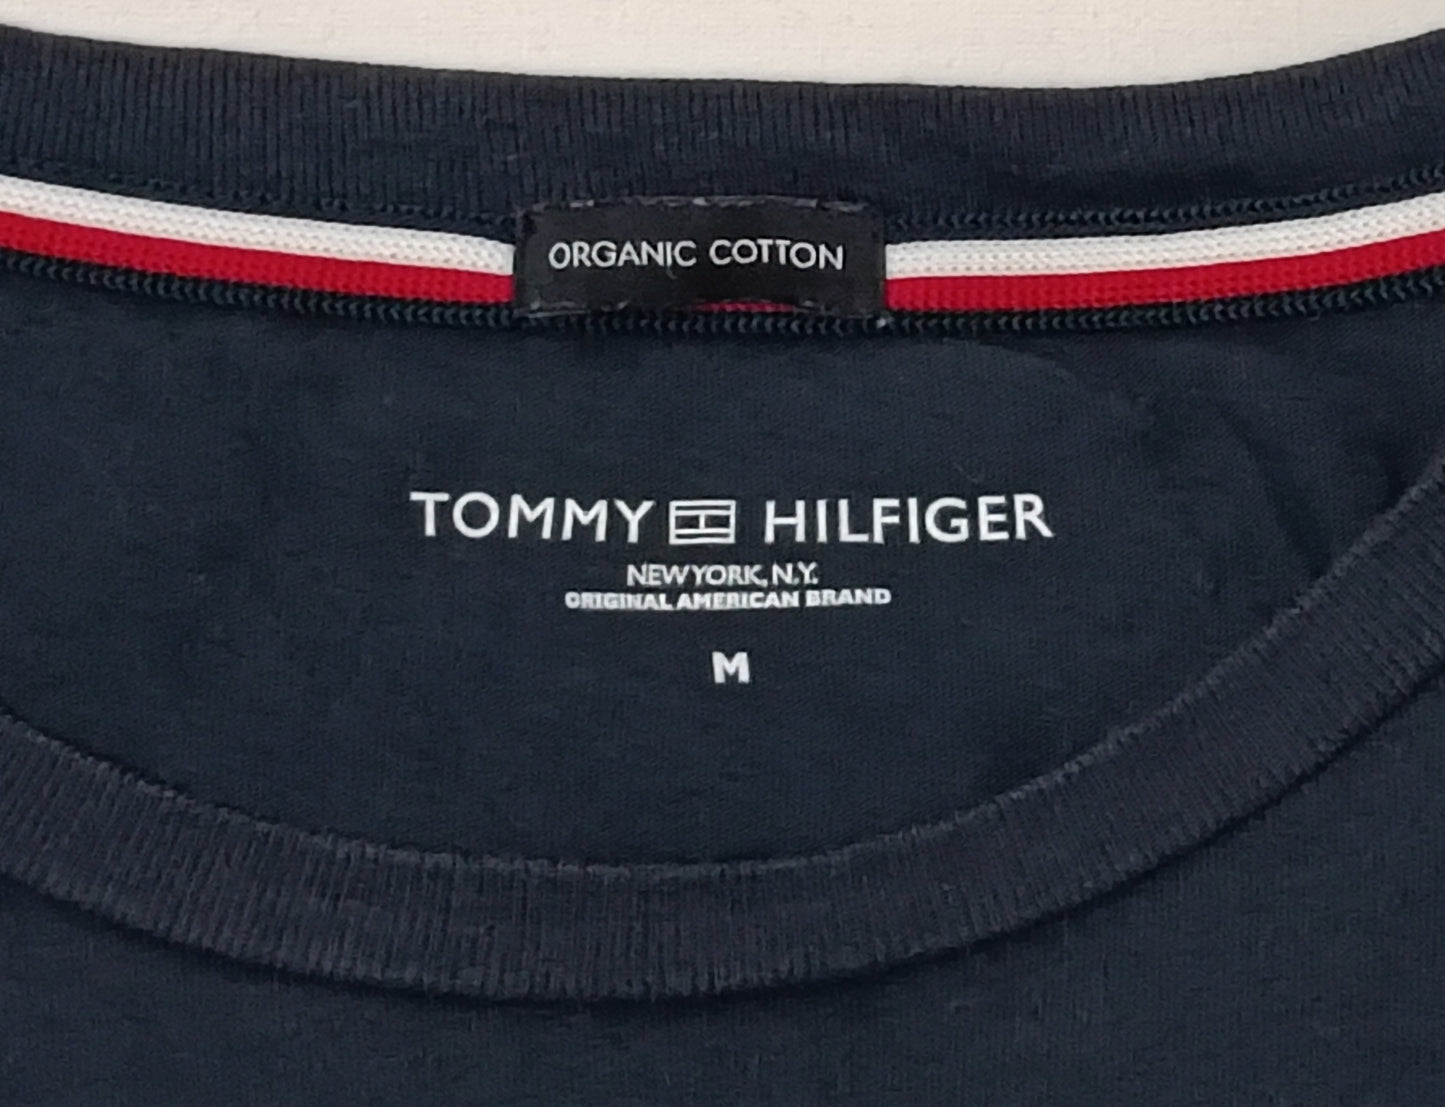 ORGANIC COTTON
TOMMY HILFIGER
NEW YORK, N.Y.
ORIGINAL AMERICAN BRAND
M